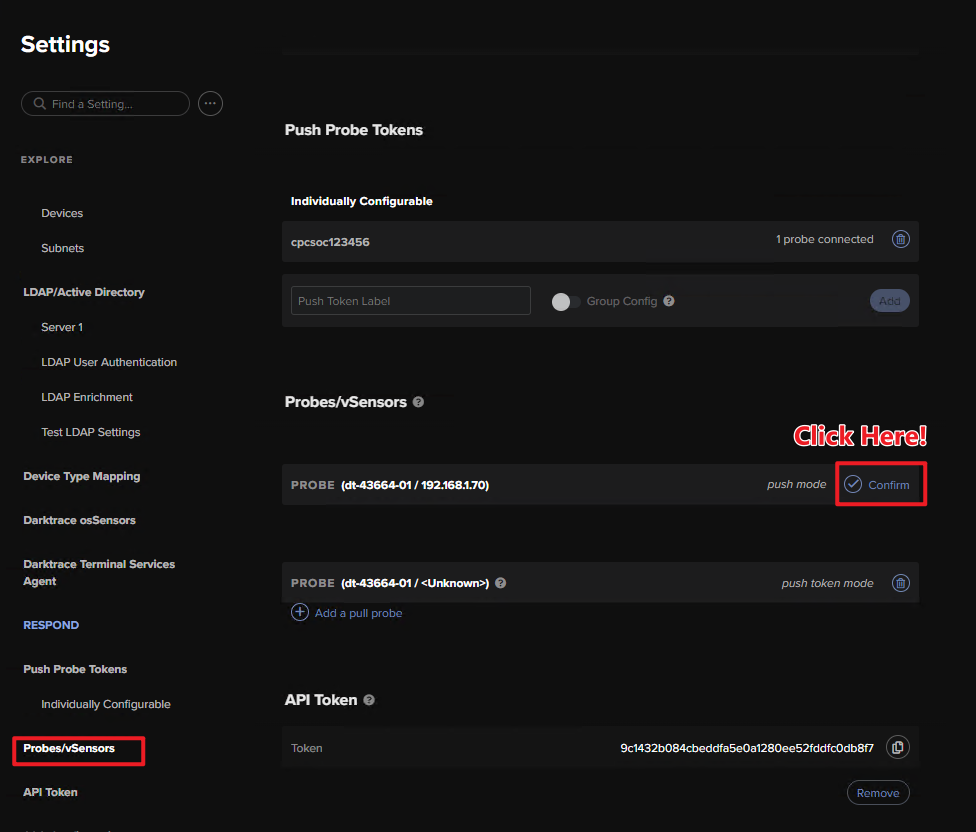 Settings
Find a Setting...
EXPLORE
Devices
Subnets
LDAP/Active Directory
Server 1
LDAP User Authentication
LDAP Enrichment
Test LDAP Settings
Device Type Mapping
Darktrace osSensors
Darktrace Terminal Services
Agent
RESPOND
Push Probe Tokens
Individually Configurable
Probes/vSensors
API Token
Push Probe Tokens
Individually Configurable
cpcsoc123456
1 probe connected
Push Token Label
Group Config ?
Add
Probes/vSensors ?
Click Here!
PROBE (dt-43664-01 / 192.168.1.70)
push mode
Confirm
PROBE (dt-43664-01 / <Unknown>) ?
push token mode
Add a pull probe
API Token ?
Token
9c1432b084cbeddfa5e0a1280ee52fddfc0db8f7
Remove